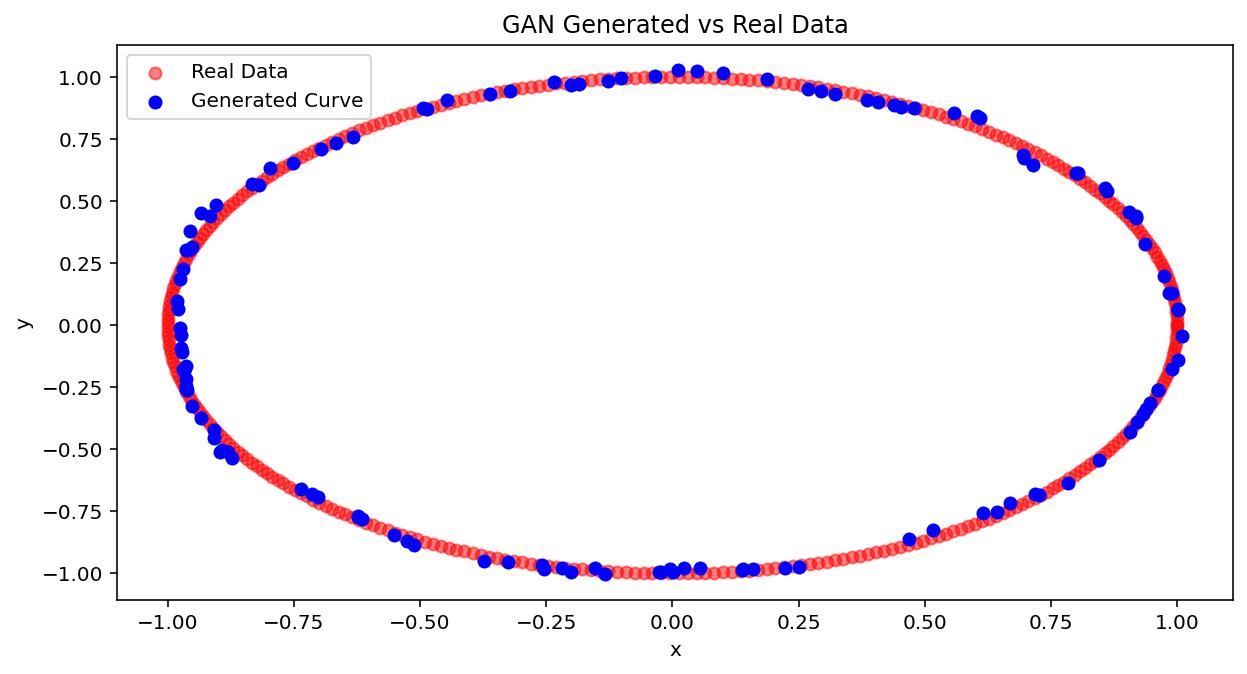 GAN Generated vs Real Data
Real Data
Generated Curve
1.00
0.75
0.50
0.25
0.00
−0.25
−0.50
−0.75
−1.00
y
−1.00 −0.75 −0.50 −0.25 0.00 0.25 0.50 0.75 1.00
x